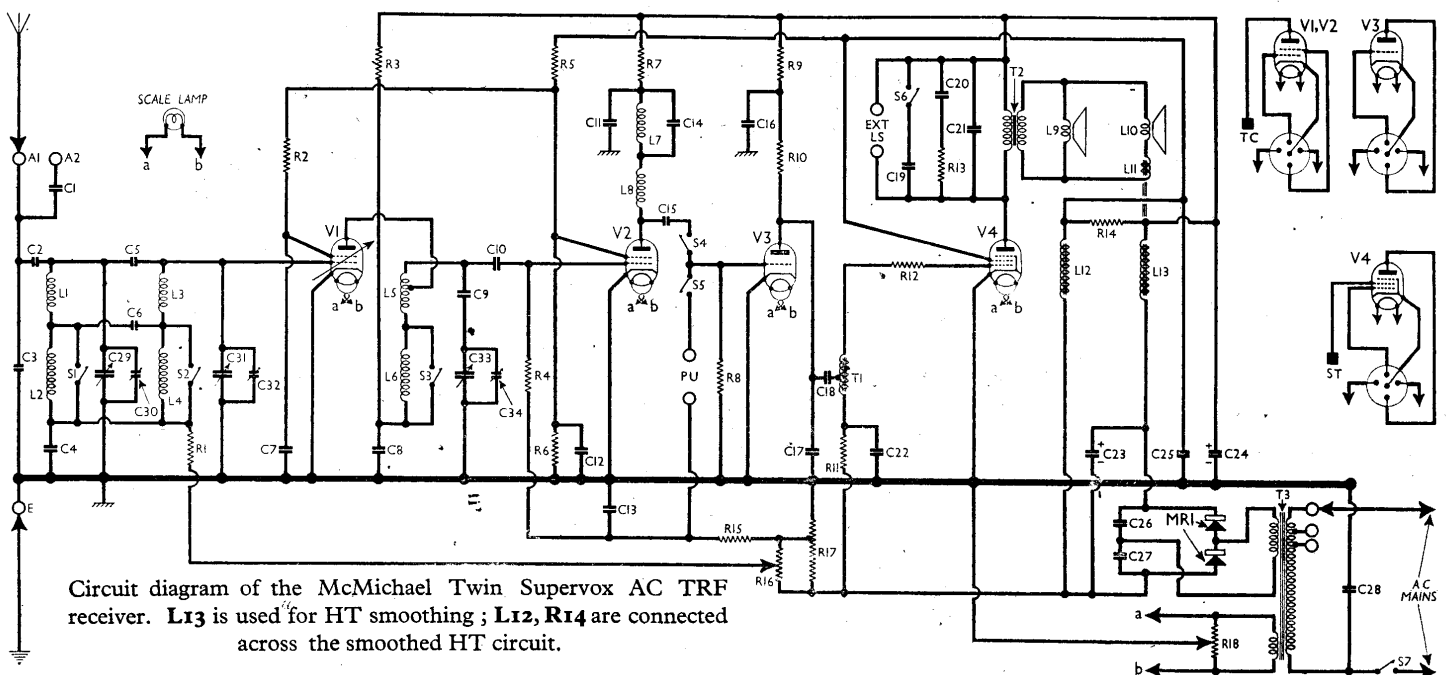 V1,V2
V3
R3
R5
R7
R9
SCALE LAMP
a b
S6
C20
T2
C11
L7
C14
C16
EXT
LS
C21
L9
L10
TC
A1
A2
C1
R2
R10
C19
R13
L11
L8
C15
V1
V2
S4
V3
V4
R14
C2
C5
C10
S5
R12
L12
L13
V4
L1
L3
L5
C9
a b
a b
a b
a b
C6
C3
L2
S1
C29
C30
S2
L4
C31
C32
L6
S3
C33
C34
R4
PU
R8
C18
T1
ST
C4
R1
C7
C8
R6
C12
C17
R11
C22
C23
+
−
C25
+
−
C24
E
C13
R15
R16
R17
C26
C27
MR1
T3
C28
A.C
MAINS
a
b
R18
S7
Circuit diagram of the McMichael Twin Supervox AC TRF
receiver. L13 is used for HT smoothing ; L12, R14 are connected
across the smoothed HT circuit.